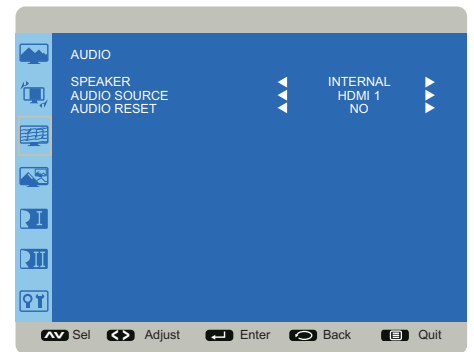 AUDIO
SPEAKER INTERNAL
AUDIO SOURCE HDMI 1
AUDIO RESET NO
Sel Adjust Enter Back Quit